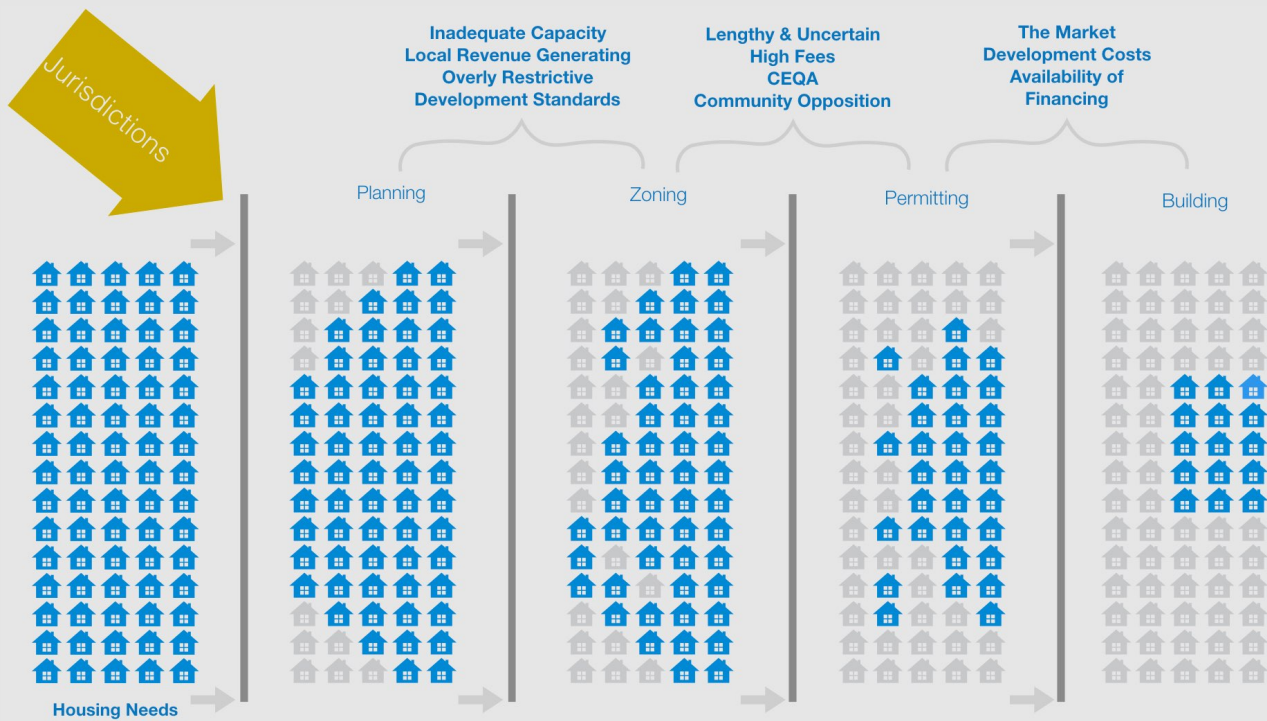 Jurisdictions
Inadequate Capacity
Local Revenue Generating
Overly Restrictive
Development Standards
Lengthy & Uncertain
High Fees
CEQA
Community Opposition
The Market
Development Costs
Availability of
Financing
Planning
Zoning
Permitting
Building
Housing Needs